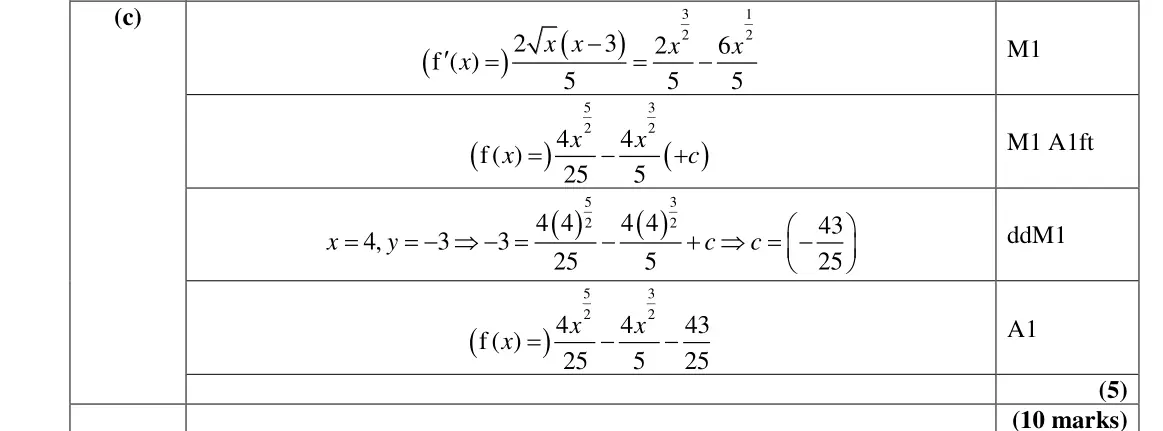 (c)
(f′(x)=) 2√x(x−3)/5 = 2x^(3/2)/5 − 6x^(1/2)/5
M1
(f(x)=) 4x^(5/2)/25 − 4x^(3/2)/5 (+c)
M1 A1ft
x = 4, y = −3 ⇒ −3 = 4(4)^(5/2)/25 − 4(4)^(3/2)/5 + c ⇒ c = (−43/25)
ddM1
(f(x)=) 4x^(5/2)/25 − 4x^(3/2)/5 − 43/25
A1
(5)
(10 marks)